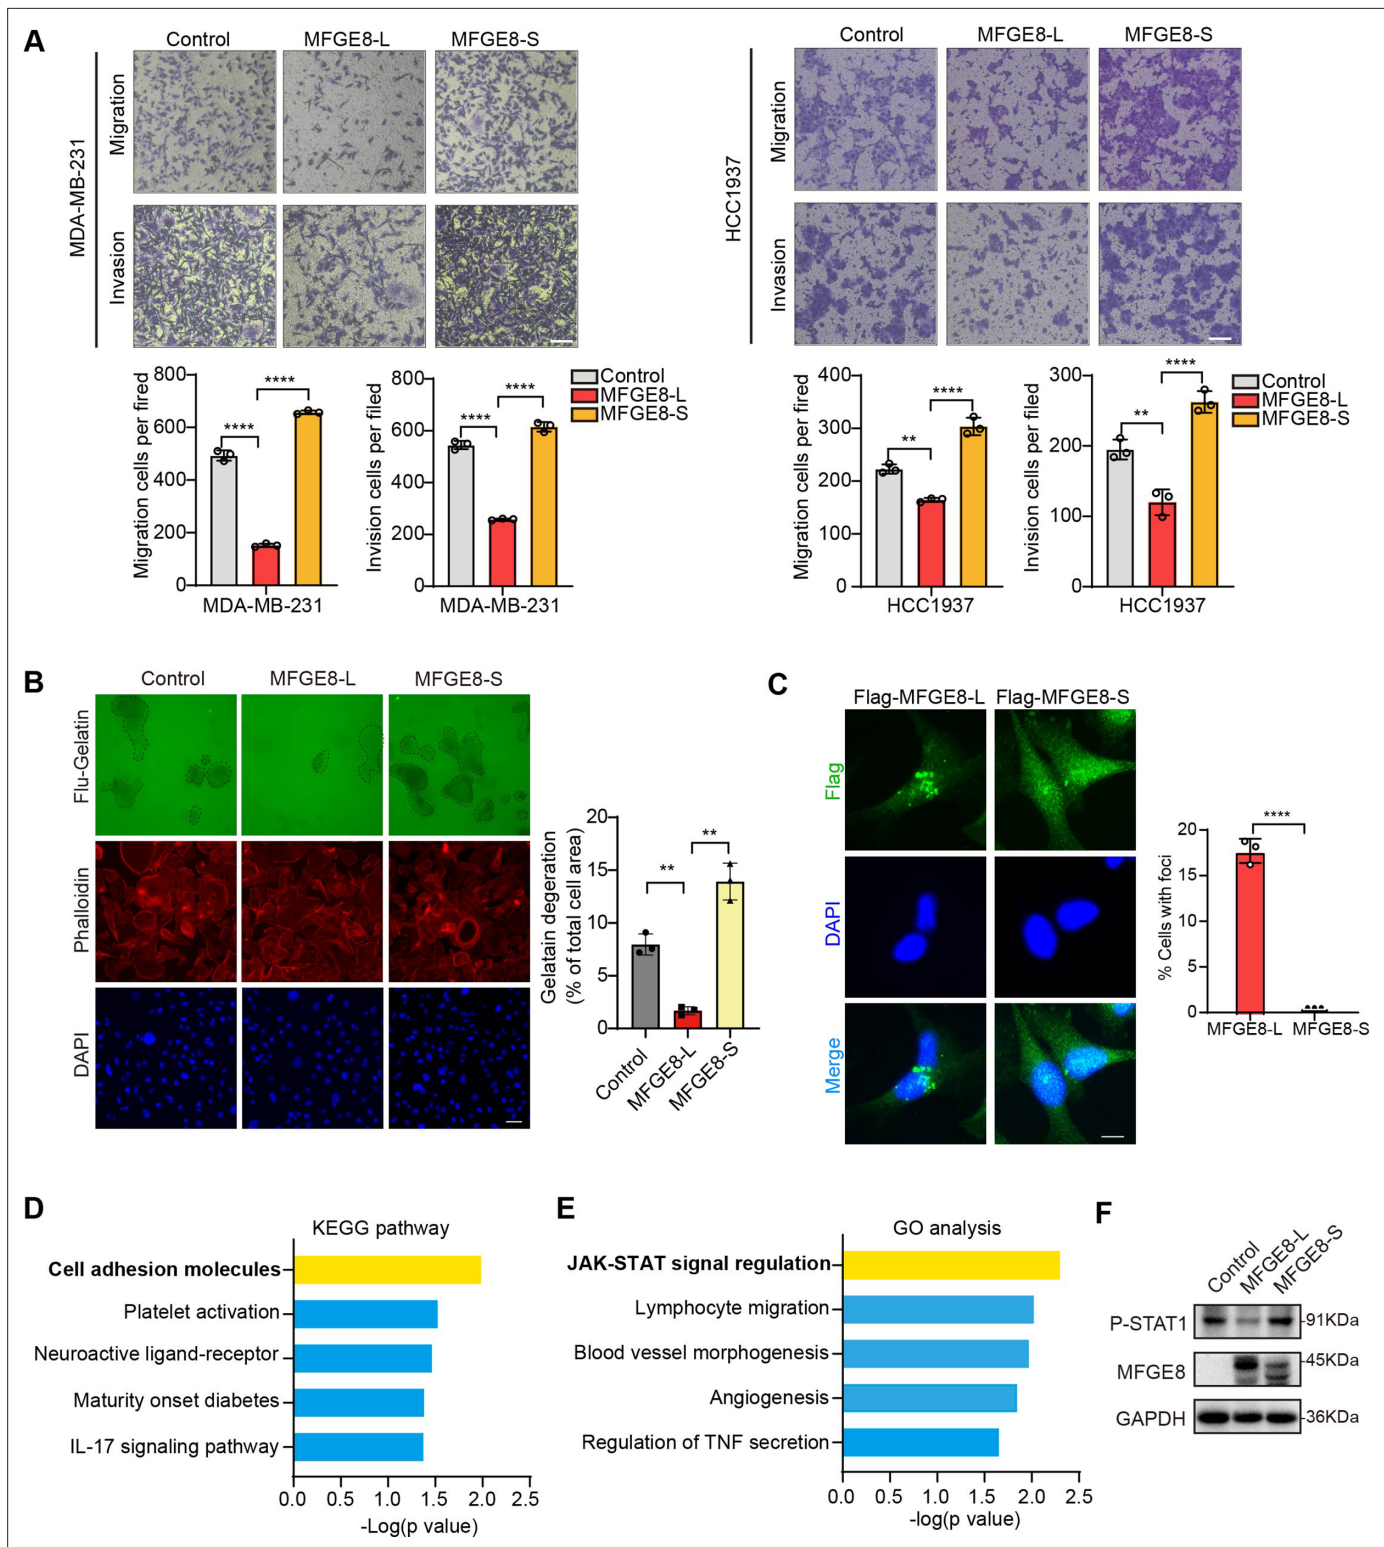 A
Control MFGE8-L MFGE8-S
MDA-MB-231
Migration
Invasion
Control MFGE8-L MFGE8-S
HCC1937
Migration
Invasion
Migration cells per fired
800
600
400
200
0
****
****
MDA-MB-231
Invision cells per filed
800
600
400
200
0
****
****
MDA-MB-231
Control
MFGE8-L
MFGE8-S
Migration cells per fired
400
300
200
100
0
**
****
HCC1937
Invision cells per filed
300
200
100
0
**
****
HCC1937
Control
MFGE8-L
MFGE8-S
B
Control MFGE8-L MFGE8-S
Flu-Gelatin
Phalloidin
DAPI
Gelatain degeration
(% of total cell area)
20
15
10
5
0
**
**
Control
MFGE8-L
MFGE8-S
C
Flag-MFGE8-L Flag-MFGE8-S
Flag
DAPI
Merge
% Cells with foci
20
15
10
5
0
****
MFGE8-L MFGE8-S
D
KEGG pathway
Cell adhesion molecules
Platelet activation
Neuroactive ligand-receptor
Maturity onset diabetes
IL-17 signaling pathway
0.0 0.5 1.0 1.5 2.0 2.5
-Log(p value)
E
GO analysis
JAK-STAT signal regulation
Lymphocyte migration
Blood vessel morphogenesis
Angiogenesis
Regulation of TNF secretion
0.0 0.5 1.0 1.5 2.0 2.5
-log(p value)
F
Control MFGE8-L MFGE8-S
P-STAT1 -91KDa
MFGE8 -45KDa
GAPDH -36KDa